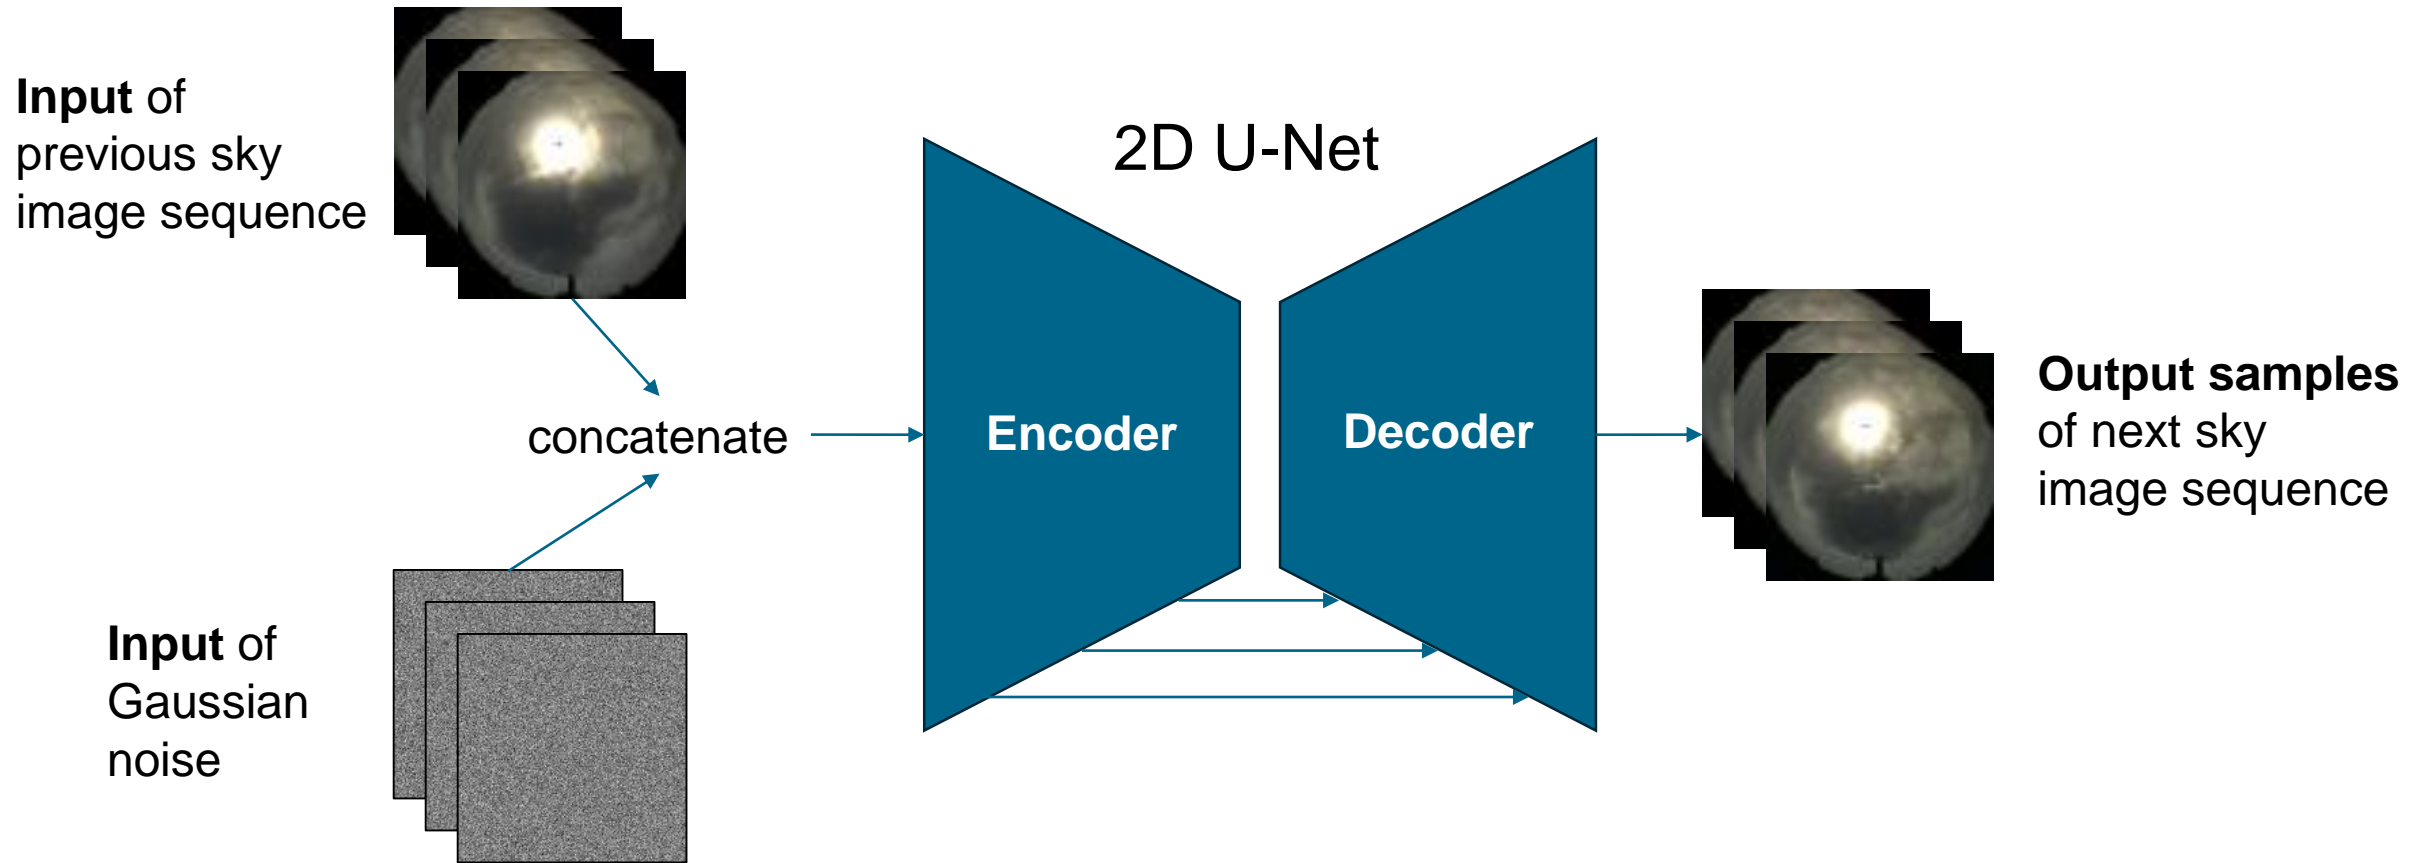 Input of
previous sky
image sequence
2D U-Net
concatenate
Encoder
Decoder
Output samples
of next sky
image sequence
Input of
Gaussian
noise